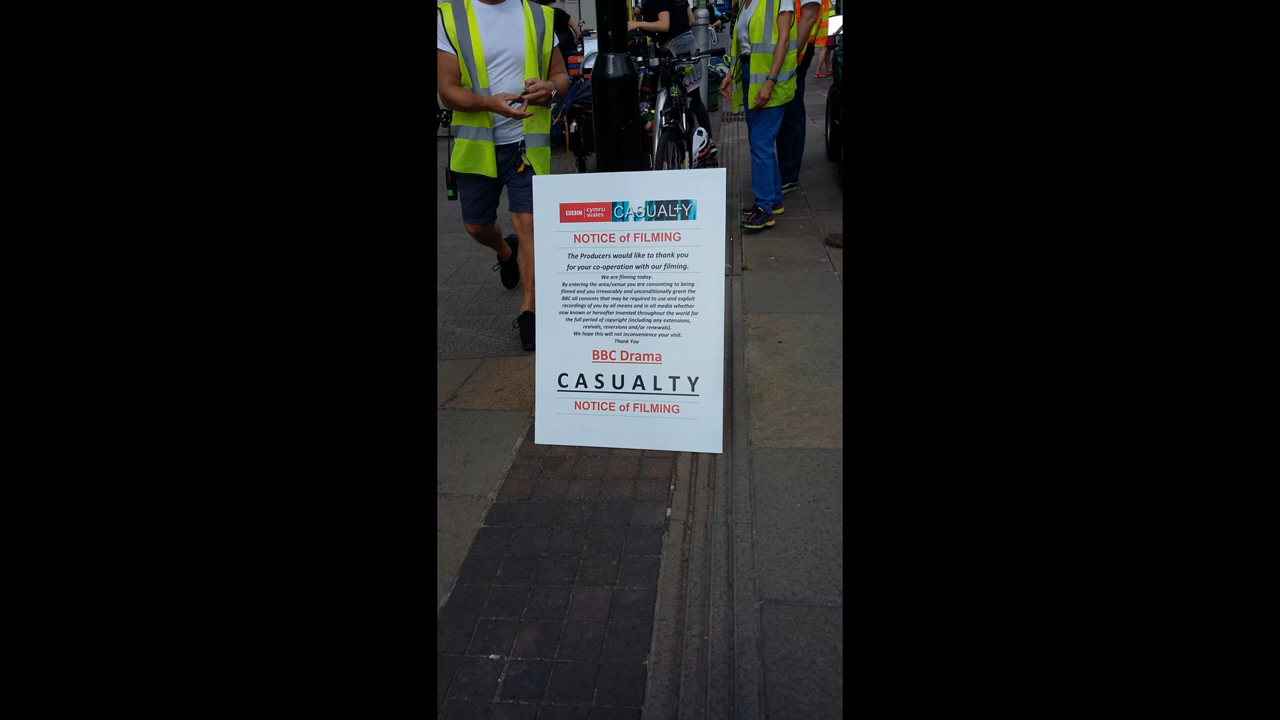 BBC cymru wales CASUALTY
NOTICE of FILMING
The Producers would like to thank you
for your co-operation with our filming.
We are filming today.
By entering the area/venue you are consenting to being
filmed and you irrevocably and unconditionally grant the
BBC all consents that may be required to use and exploit
recordings of you by all means and in all media whether
now known or hereafter invented throughout the world for
the full period of copyright (including any extensions,
revivals, reversions and/or renewals).
We hope this will not inconvenience your visit.
Thank You
BBC Drama
CASUALTY
NOTICE of FILMING